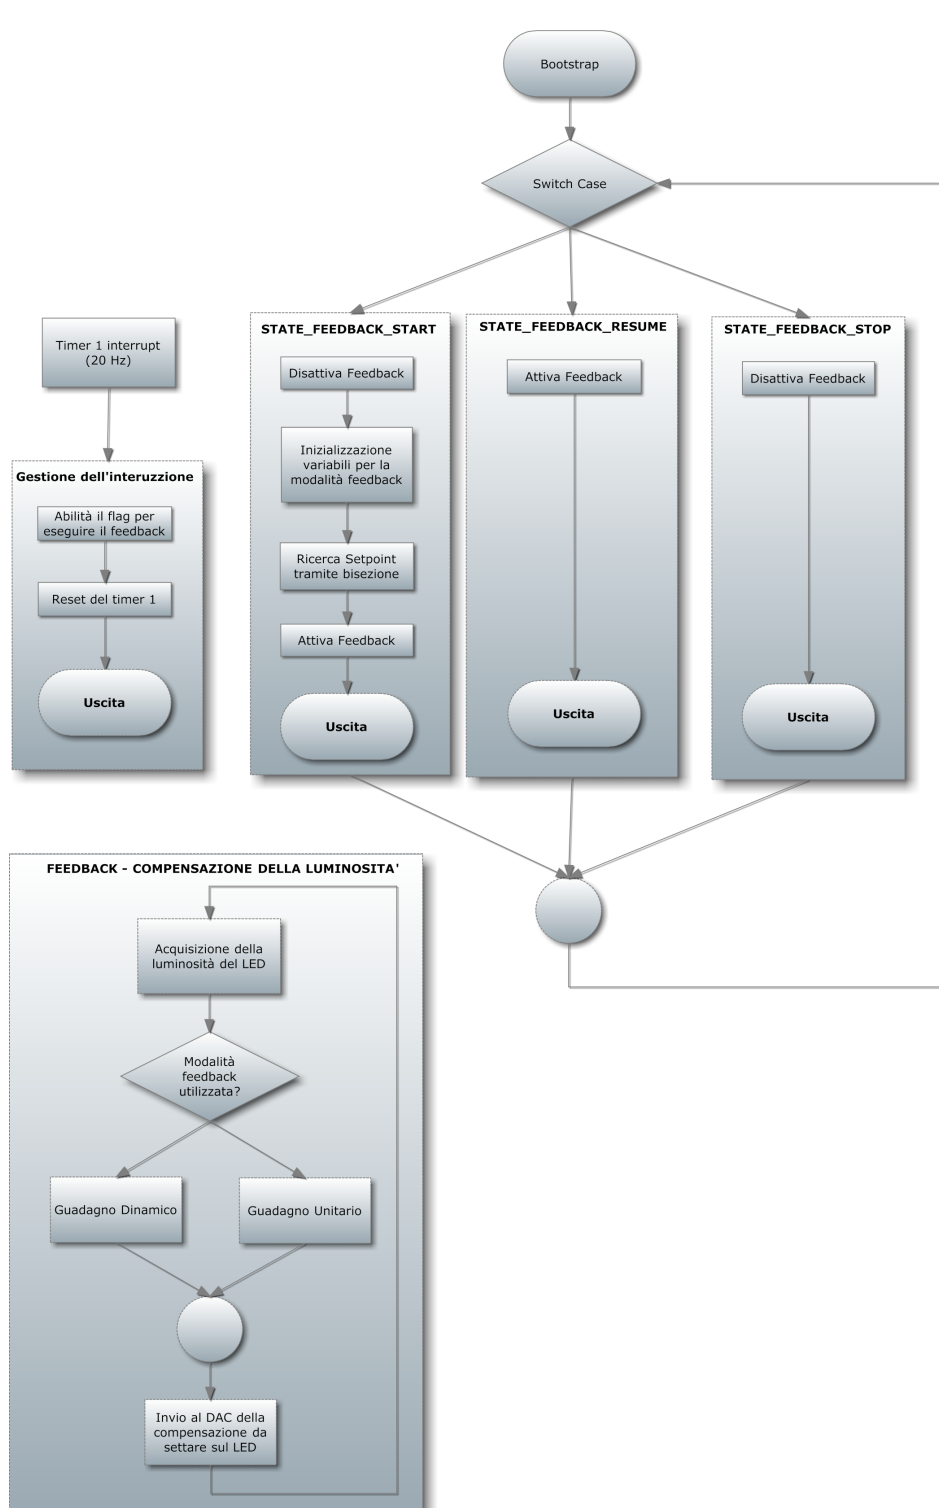 Bootstrap
Switch Case
Timer 1 interrupt
(20 Hz)
Gestione dell'interuzzione
Abilità il flag per
eseguire il feedback
Reset del timer 1
Uscita
STATE_FEEDBACK_START
Disattiva Feedback
Inizializzazione
variabili per la
modalità feedback
Ricerca Setpoint
tramite bisezione
Attiva Feedback
Uscita
STATE_FEEDBACK_RESUME
Attiva Feedback
Uscita
STATE_FEEDBACK_STOP
Disattiva Feedback
Uscita
FEEDBACK - COMPENSAZIONE DELLA LUMINOSITA'
Acquisizione della
luminosità del LED
Modalità
feedback
utilizzata?
Guadagno Dinamico
Guadagno Unitario
Invio al DAC della
compensazione da
settare sul LED